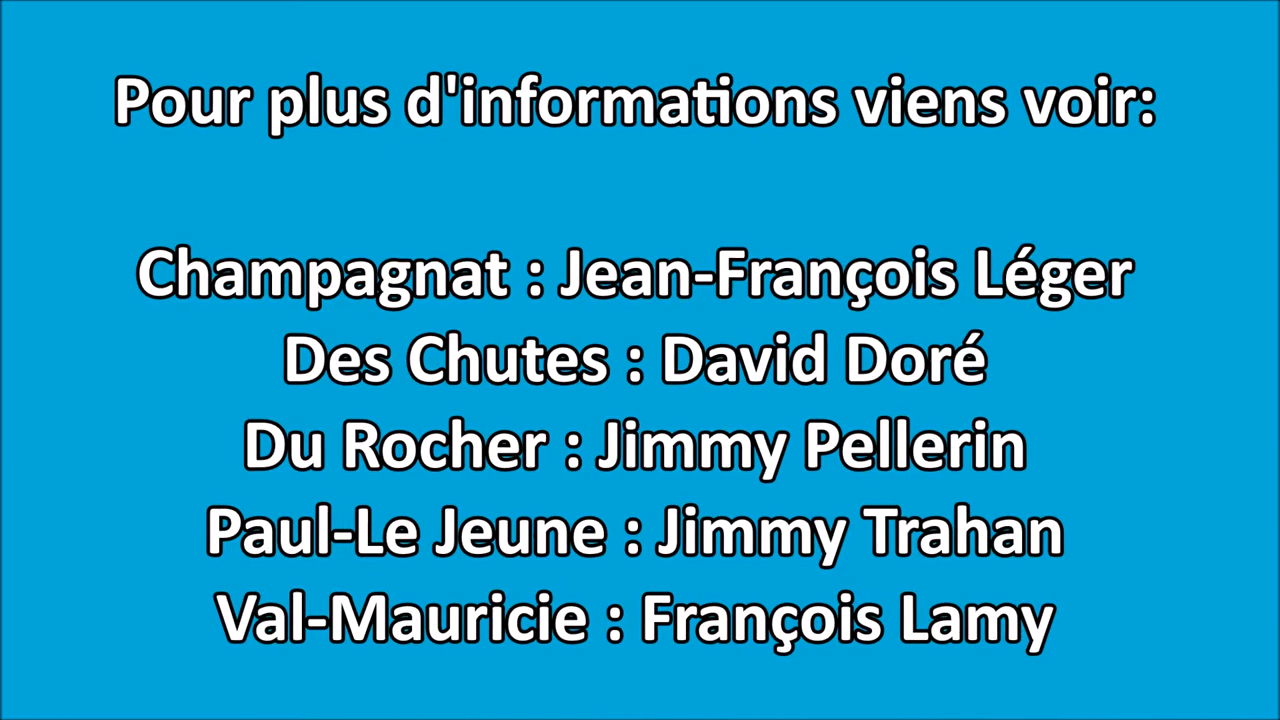 Pour plus d'informations viens voir:
Champagnat : Jean-François Léger
Des Chutes : David Doré
Du Rocher : Jimmy Pellerin
Paul-Le Jeune : Jimmy Trahan
Val-Mauricie : François Lamy